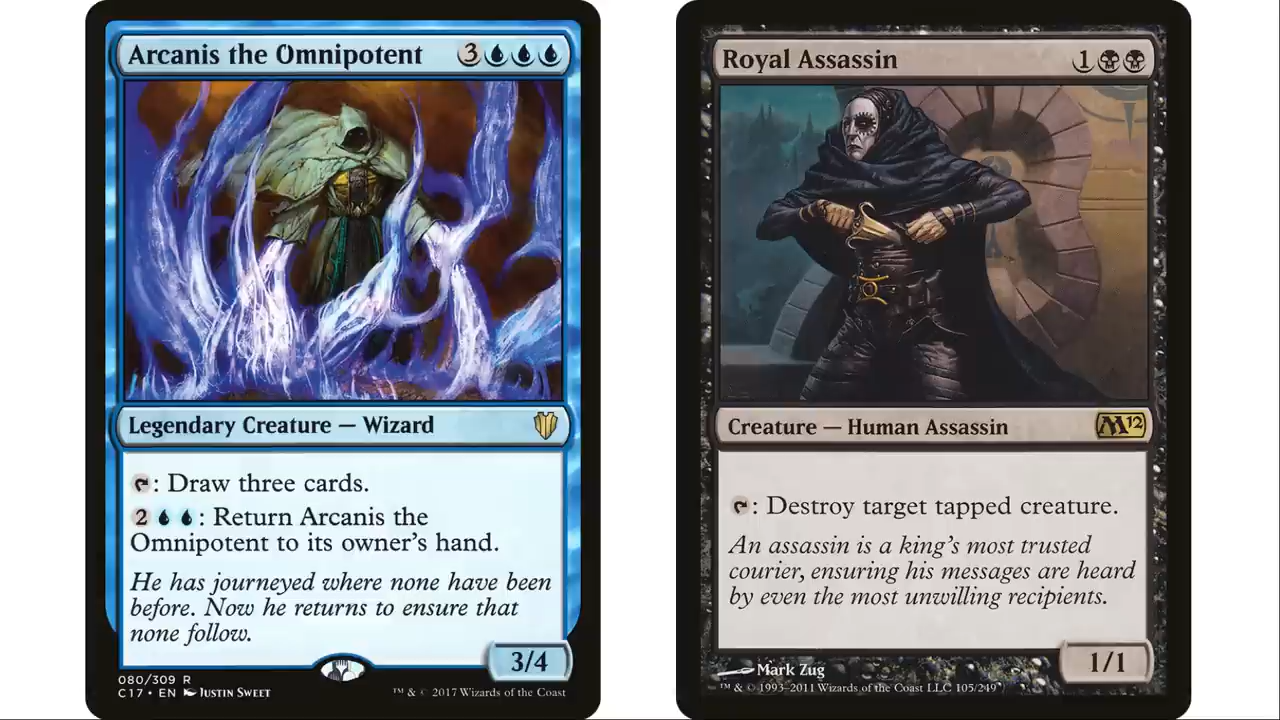 Arcanis the Omnipotent 3
Legendary Creature — Wizard
: Draw three cards.
2 : Return Arcanis the
Omnipotent to its owner's hand.
He has journeyed where none have been
before. Now he returns to ensure that
none follow.
3/4
080/309 R
C17 • EN Justin Sweet
™ & © 2017 Wizards of the Coast
Royal Assassin 1
Creature — Human Assassin M12
: Destroy target tapped creature.
An assassin is a king's most trusted
courier, ensuring his messages are heard
by even the most unwilling recipients.
1/1
Mark Zug
™ & © 1993–2011 Wizards of the Coast LLC 105/249